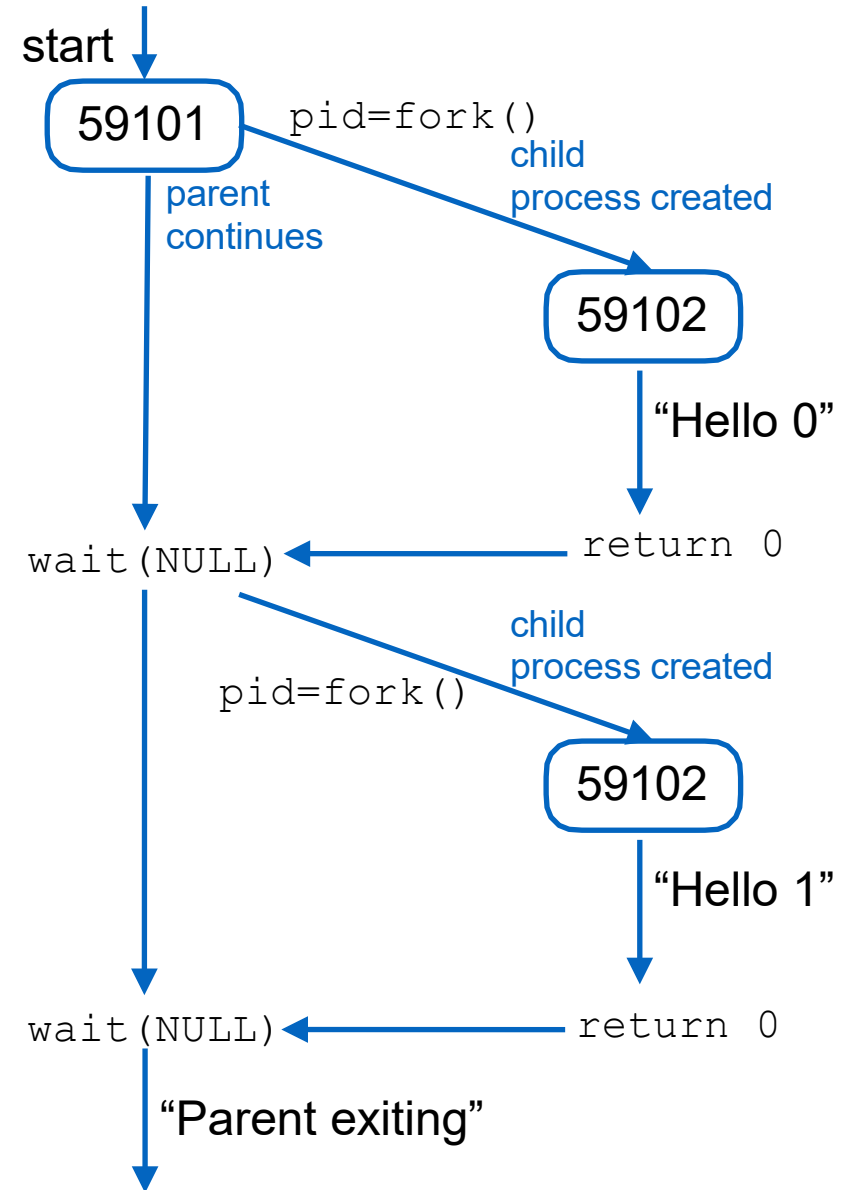 start
59101
pid=fork()
child
process created
parent
continues
59102
“Hello 0”
return 0
wait(NULL)
child
process created
pid=fork()
59102
“Hello 1”
return 0
wait(NULL)
“Parent exiting”